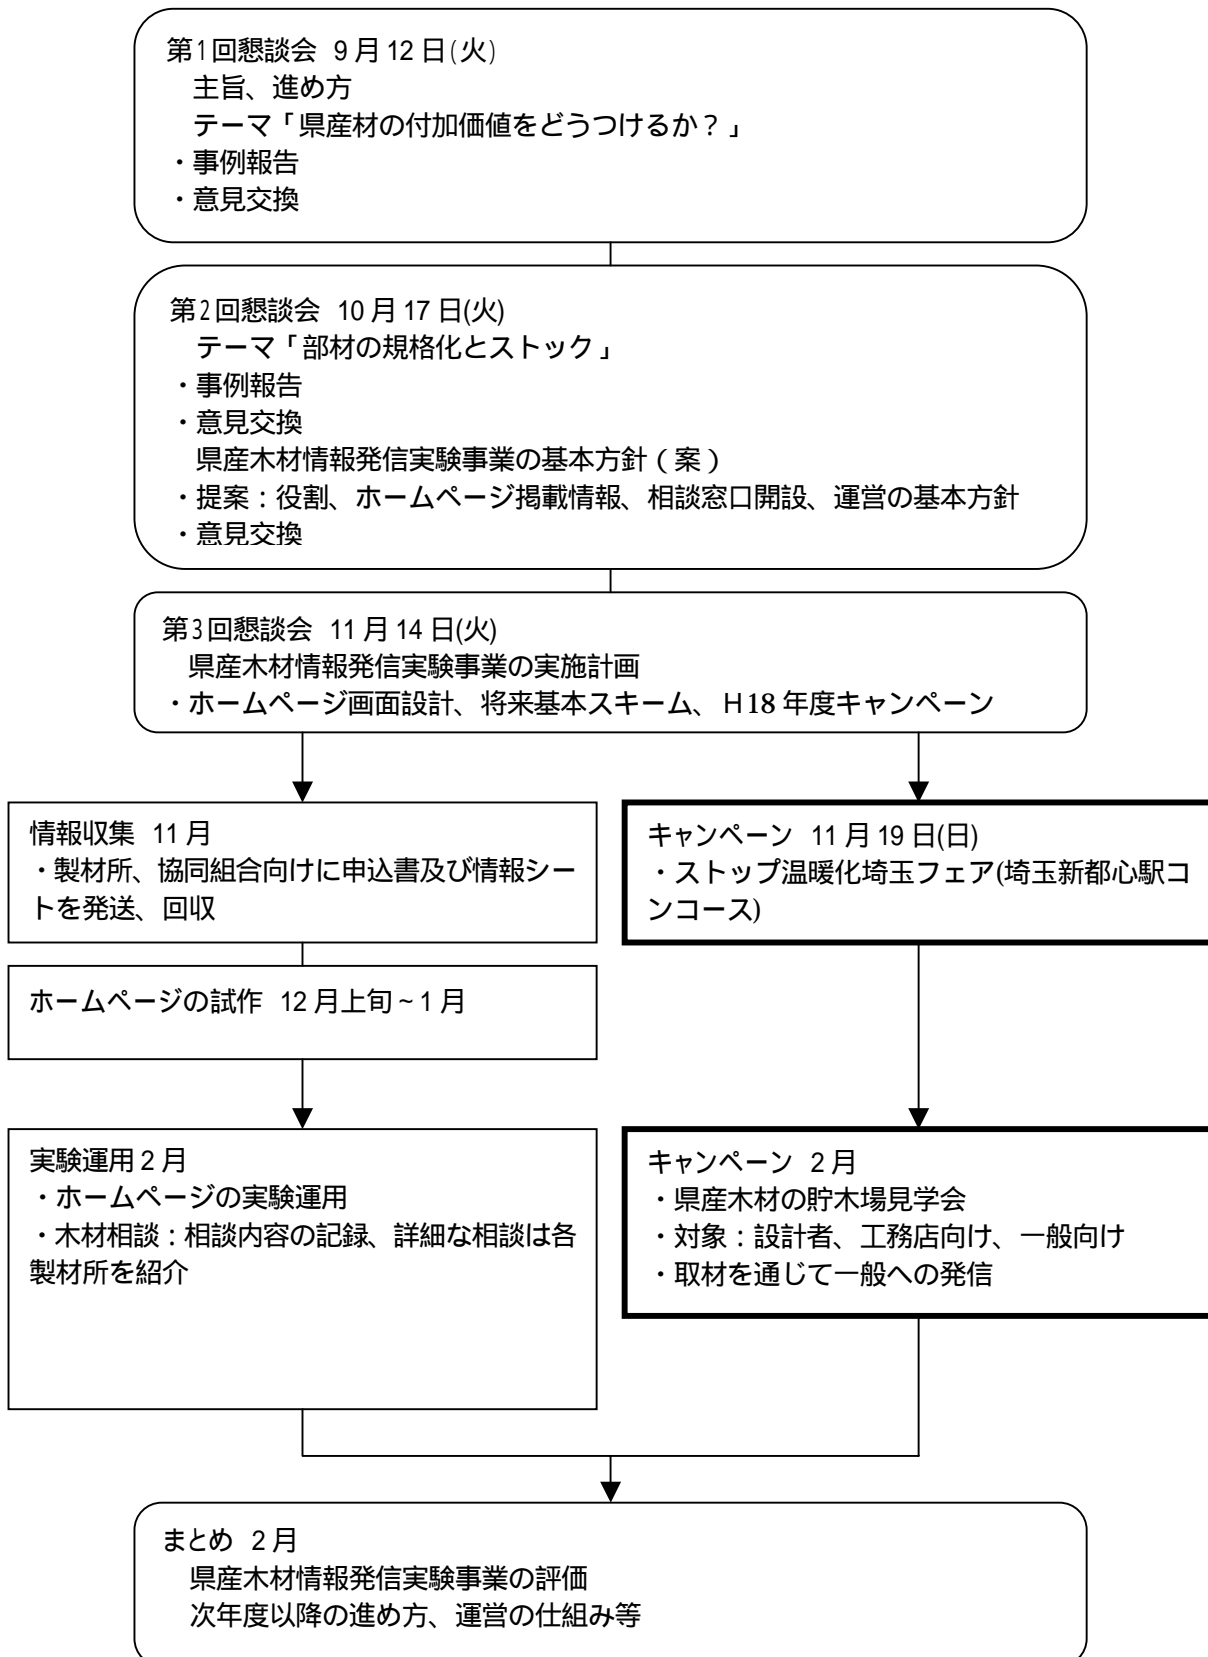 第1回懇談会 9月12日(火)
主旨、進め方
テーマ「県産材の付加価値をどうつけるか？」
・事例報告
・意見交換
第2回懇談会 10月17日(火)
テーマ「部材の規格化とストック」
・事例報告
・意見交換
県産木材情報発信実験事業の基本方針（案）
・提案：役割、ホームページ掲載情報、相談窓口開設、運営の基本方針
・意見交換
第3回懇談会 11月14日(火)
県産木材情報発信実験事業の実施計画
・ホームページ画面設計、将来基本スキーム、H18年度キャンペーン
情報収集 11月
・製材所、協同組合向けに申込書及び情報シー
トを発送、回収
ホームページの試作 12月上旬～1月
実験運用2月
・ホームページの実験運用
・木材相談：相談内容の記録、詳細な相談は各
製材所を紹介
キャンペーン 11月19日(日)
・ストップ温暖化埼玉フェア(埼玉新都心駅コ
ンコース)
キャンペーン 2月
・県産木材の貯木場見学会
・対象：設計者、工務店向け、一般向け
・取材を通じて一般への発信
まとめ 2月
県産木材情報発信実験事業の評価
次年度以降の進め方、運営の仕組み等